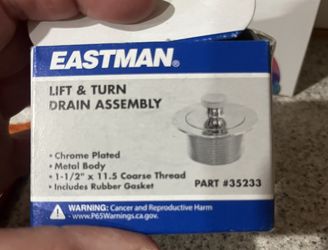 EASTMAN®
LIFT & TURN
DRAIN ASSEMBLY
• Chrome Plated
• Metal Body
• 1-1/2" x 11.5 Coarse Thread
• Includes Rubber Gasket
PART #35233
WARNING: Cancer and Reproductive Harm
- www.P65Warnings.ca.gov.